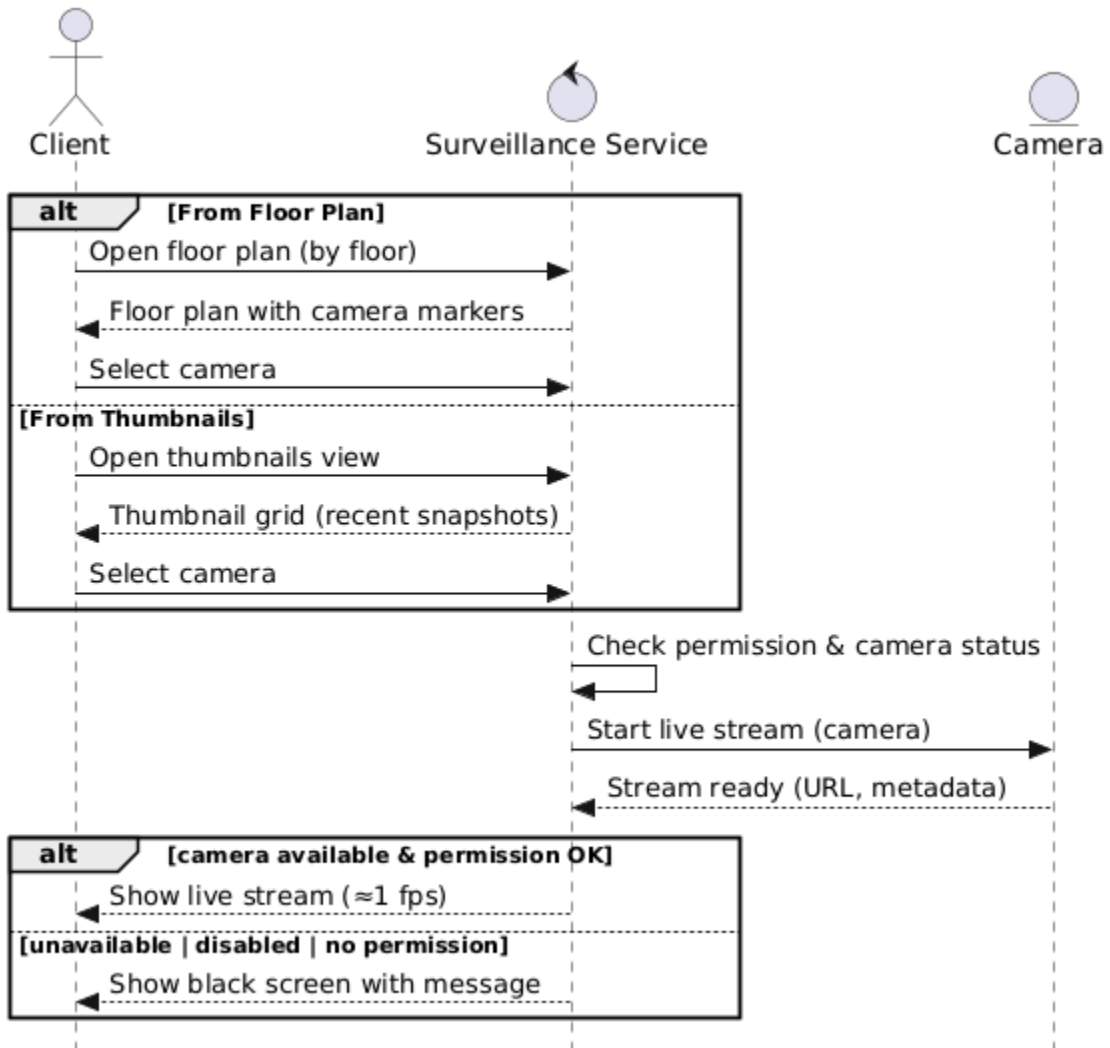 Client
Surveillance Service
Camera
alt [From Floor Plan]
Open floor plan (by floor)
Floor plan with camera markers
Select camera
[From Thumbnails]
Open thumbnails view
Thumbnail grid (recent snapshots)
Select camera
Check permission & camera status
Start live stream (camera)
Stream ready (URL, metadata)
alt [camera available & permission OK]
Show live stream (≈1 fps)
[unavailable | disabled | no permission]
Show black screen with message